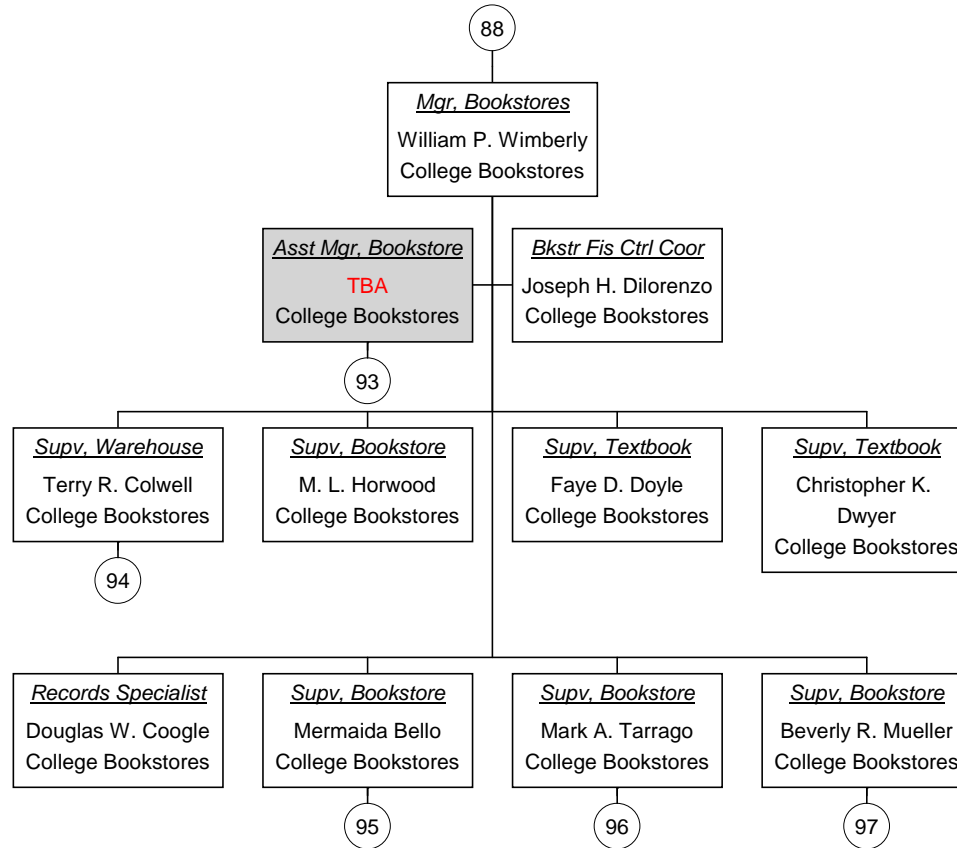 88
Mgr, Bookstores
William P. Wimberly
College Bookstores
Asst Mgr, Bookstore
TBA
College Bookstores
93
Bkstr Fis Ctrl Coor
Joseph H. Dilorenzo
College Bookstores
Supv, Warehouse
Terry R. Colwell
College Bookstores
94
Supv, Bookstore
M. L. Horwood
College Bookstores
Supv, Textbook
Faye D. Doyle
College Bookstores
Supv, Textbook
Christopher K.
Dwyer
College Bookstores
Records Specialist
Douglas W. Coogle
College Bookstores
Supv, Bookstore
Mermaida Bello
College Bookstores
95
Supv, Bookstore
Mark A. Tarrago
College Bookstores
96
Supv, Bookstore
Beverly R. Mueller
College Bookstores
97